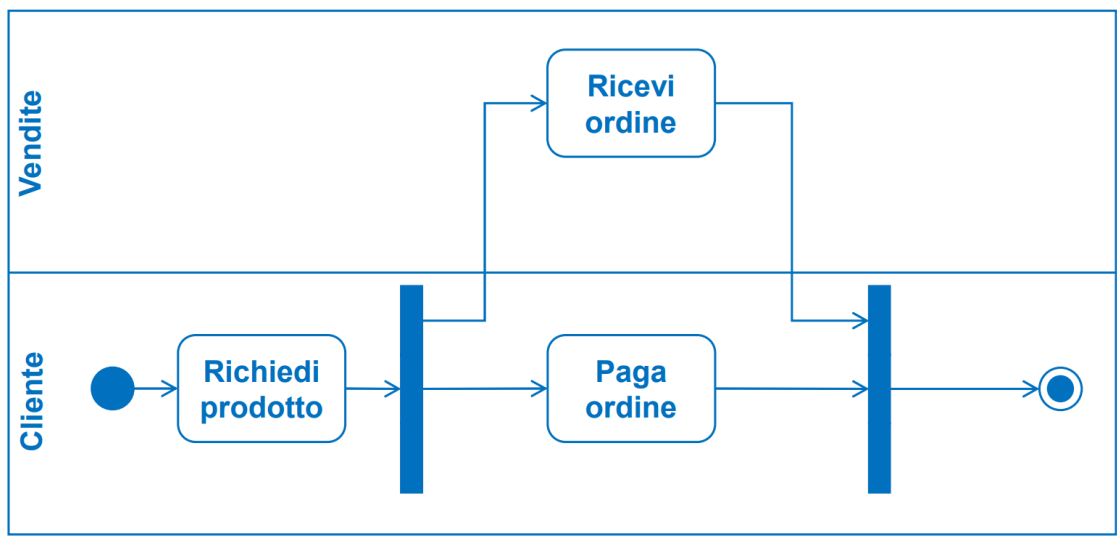 Vendite
Ricevi
ordine
Cliente
Richiedi
prodotto
Paga
ordine